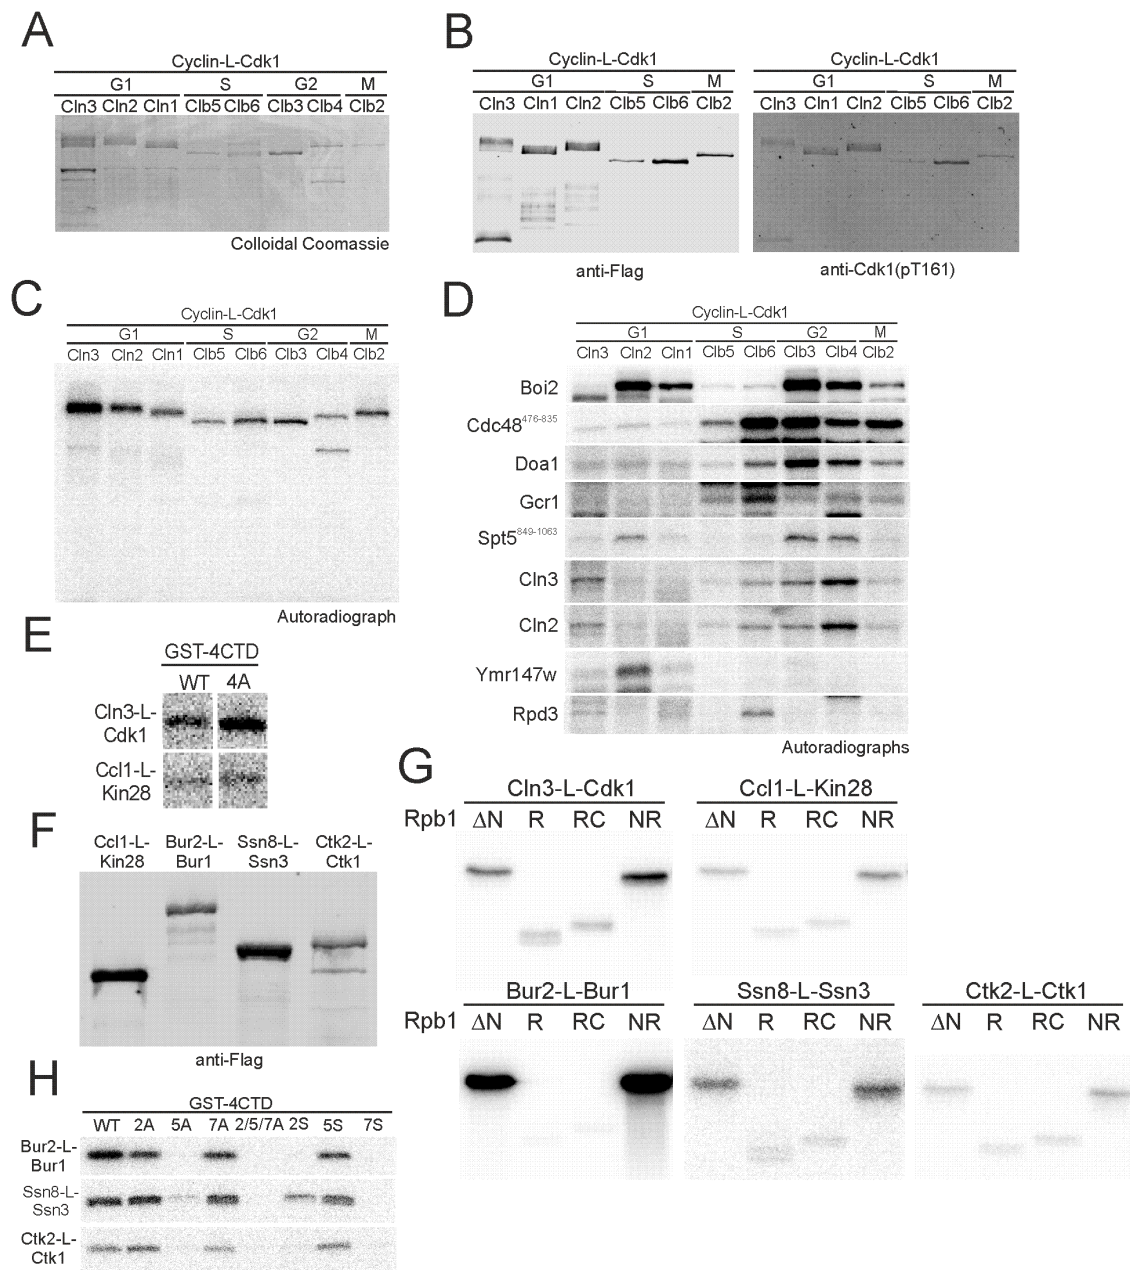 A
Cyclin-L-Cdk1
G1 S G2 M
Cln3 Cln2 Cln1 Clb5 Clb6 Clb3 Clb4 Clb2
Colloidal Coomassie
B
Cyclin-L-Cdk1 Cyclin-L-Cdk1
G1 S M G1 S M
Cln3 Cln1 Cln2 Clb5 Clb6 Clb2 Cln3 Cln1 Cln2 Clb5 Clb6 Clb2
anti-Flag anti-Cdk1(pT161)
C
Cyclin-L-Cdk1
G1 S G2 M
Cln3 Cln2 Cln1 Clb5 Clb6 Clb3 Clb4 Clb2
Autoradiograph
D
Cyclin-L-Cdk1
G1 S G2 M
Cln3 Cln2 Cln1 Clb5 Clb6 Clb3 Clb4 Clb2
Boi2
Cdc48476-835
Doa1
Gcr1
Spt5849-1063
Cln3
Cln2
Ymr147w
Rpd3
Autoradiographs
E
GST-4CTD
WT 4A
Cln3-L-
Cdk1
Ccl1-L-
Kin28
F
Ccl1-L- Bur2-L- Ssn8-L- Ctk2-L-
Kin28 Bur1 Ssn3 Ctk1
anti-Flag
G
Cln3-L-Cdk1 Ccl1-L-Kin28
Rpb1 ΔN R RC NR ΔN R RC NR
Bur2-L-Bur1 Ssn8-L-Ssn3 Ctk2-L-Ctk1
Rpb1 ΔN R RC NR ΔN R RC NR ΔN R RC NR
H
GST-4CTD
WT 2A 5A 7A 2/5/7A 2S 5S 7S
Bur2-L-
Bur1
Ssn8-L-
Ssn3
Ctk2-L-
Ctk1